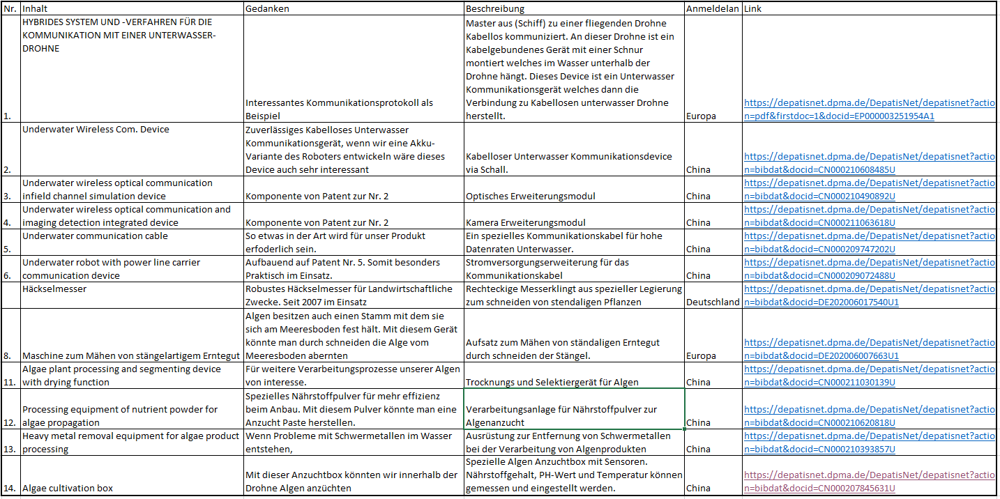 Nr. Inhalt Gedanken Beschreibung Anmeldelan Link
HYBRIDES SYSTEM UND -VERFAHREN FÜR DIE
KOMMUNIKATION MIT EINER UNTERWASSER-
DROHNE
1.
Interessantes Kommunikationsprotokoll als
Beispiel
Master aus (Schiff) zu einer fliegenden Drohne
Kabellos kommuniziert. An dieser Drohne ist ein
Kabelgebundenes Gerät mit einer Schnur
montiert welches im Wasser unterhalb der
Drohne hängt. Dieses Device ist ein Unterwasser
Kommunikationsgerät welches dann die
Verbindung zu Kabellosen unterwasser Drohne
herstellt.
Europa
https://depatisnet.dpma.de/DepatisNet/depatisnet?actio
n=pdf&firstdoc=1&docid=EP000003251954A1
Underwater Wireless Com. Device
2.
Zuverlässiges Kabelloses Unterwasser
Kommunikationsgerät, wenn wir eine Akku-
Variante des Roboters entwickeln wäre dieses
Device auch sehr interessant
Kabelloser Unterwasser Kommunikationsdevice
via Schall.
China
https://depatisnet.dpma.de/DepatisNet/depatisnet?actio
n=bibdat&docid=CN000210608485U
Underwater wireless optical communication
infield channel simulation device
3.
Komponente von Patent zur Nr. 2
Optisches Erweiterungsmodul
China
https://depatisnet.dpma.de/DepatisNet/depatisnet?actio
n=bibdat&docid=CN000210490892U
Underwater wireless optical communication and
imaging detection integrated device
4.
Komponente von Patent zur Nr. 2
Kamera Erweiterungsmodul
China
https://depatisnet.dpma.de/DepatisNet/depatisnet?actio
n=bibdat&docid=CN000211063618U
Underwater communication cable
5.
So etwas in der Art wird für unser Produkt
erfoderlich sein.
Ein spezielles Kommunikationskabel für hohe
Datenraten Unterwasser.
China
https://depatisnet.dpma.de/DepatisNet/depatisnet?actio
n=bibdat&docid=CN000209747202U
Underwater robot with power line carrier
communication device
6.
Aufbauend auf Patent Nr. 5. Somit besonders
Praktisch im Einsatz.
Stromversorgungserweiterung für das
Kommunikationskabel
China
https://depatisnet.dpma.de/DepatisNet/depatisnet?actio
n=bibdat&docid=CN000209072488U
Häckselmesser
Robustes Häckselmesser für Landwirtschaftliche
Zwecke. Seit 2007 im Einsatz
Rechteckige Messerklingt aus spezieller Legierung
zum schneiden von stendaligen Pflanzen
Deutschland
https://depatisnet.dpma.de/DepatisNet/depatisnet?actio
n=bibdat&docid=DE202006017540U1
8.
Maschine zum Mähen von stängelartigem Erntegut
Algen besitzen auch einen Stamm mit dem sie
sich am Meeresboden fest hält. Mit diesem Gerät
könnte man durch schneiden die Alge vom
Meeresboden abernten
Aufsatz zum Mähen von ständaligen Erntegut
durch schneiden der Stängel.
Europa
https://depatisnet.dpma.de/DepatisNet/depatisnet?actio
n=bibdat&docid=DE202006007663U1
Algae plant processing and segmenting device
with drying function
11.
Für weitere Verarbeitungsprozesse unserer Algen
von interesse.
Trocknungs und Selektiergerät für Algen
China
https://depatisnet.dpma.de/DepatisNet/depatisnet?actio
n=bibdat&docid=CN000211030139U
Processing equipment of nutrient powder for
algae propagation
12.
Spezielles Nährstoffpulver für mehr effizienz
beim Anbau. Mit diesem Pulver könnte man eine
Anzucht Paste herstellen.
Verarbeitungsanlage für Nährstoffpulver zur
Algenanzucht
China
https://depatisnet.dpma.de/DepatisNet/depatisnet?actio
n=bibdat&docid=CN000210620818U
Heavy metal removal equipment for algae product
processing
13.
Wenn Probleme mit Schwermetallen im Wasser
entstehen,
Ausrüstung zur Entfernung von Schwermetallen
bei der Verarbeitung von Algenprodukten
China
https://depatisnet.dpma.de/DepatisNet/depatisnet?actio
n=bibdat&docid=CN000210393857U
14.
Algae cultivation box
Mit dieser Anzuchtbox könnten wir innerhalb der
Drohne Algen anzüchten
Spezielle Algen Anzuchtbox mit Sensoren.
Nährstoffgehalt, PH-Wert und Temperatur können
gemessen und eingestellt werden.
China
https://depatisnet.dpma.de/DepatisNet/depatisnet?actio
n=bibdat&docid=CN000207845631U